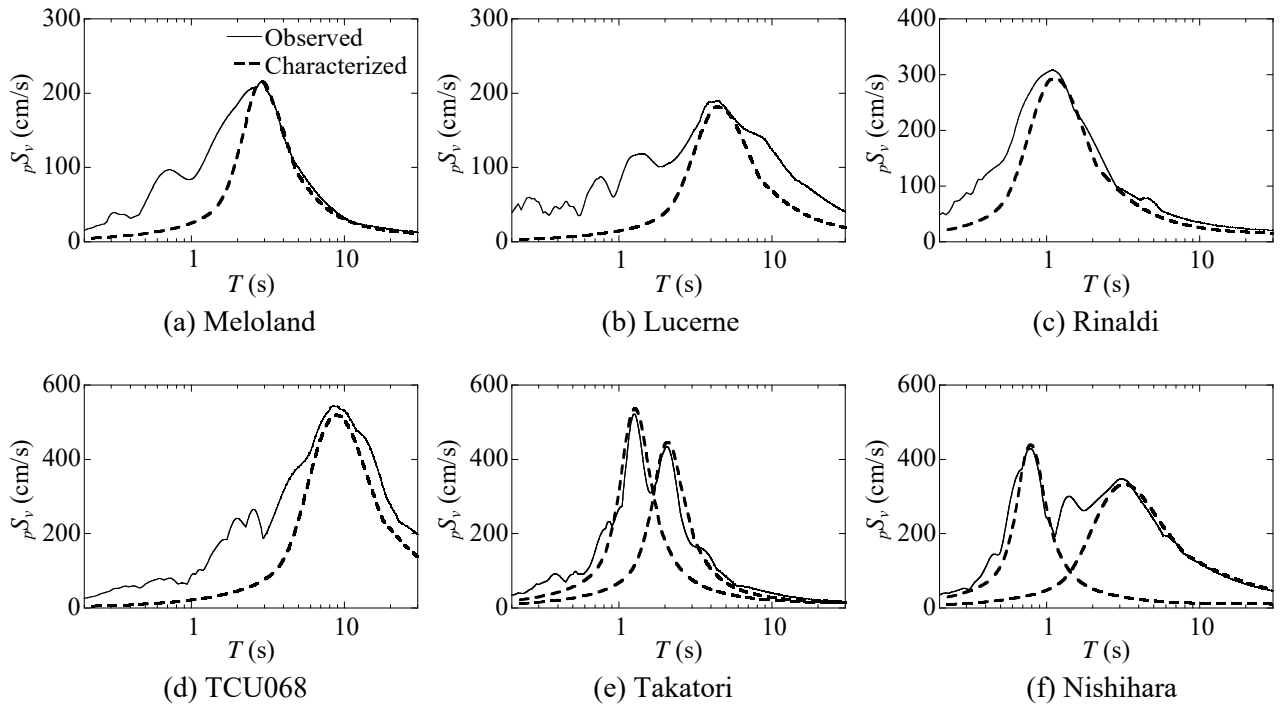 300
200
100
0
pSv (cm/s)
Observed
Characterized
1
10
T (s)
(a) Meloland
300
200
100
0
pSv (cm/s)
1
10
T (s)
(b) Lucerne
400
300
200
100
0
pSv (cm/s)
1
10
T (s)
(c) Rinaldi
600
400
200
0
pSv (cm/s)
1
10
T (s)
(d) TCU068
600
400
200
0
pSv (cm/s)
1
10
T (s)
(e) Takatori
600
400
200
0
pSv (cm/s)
1
10
T (s)
(f) Nishihara